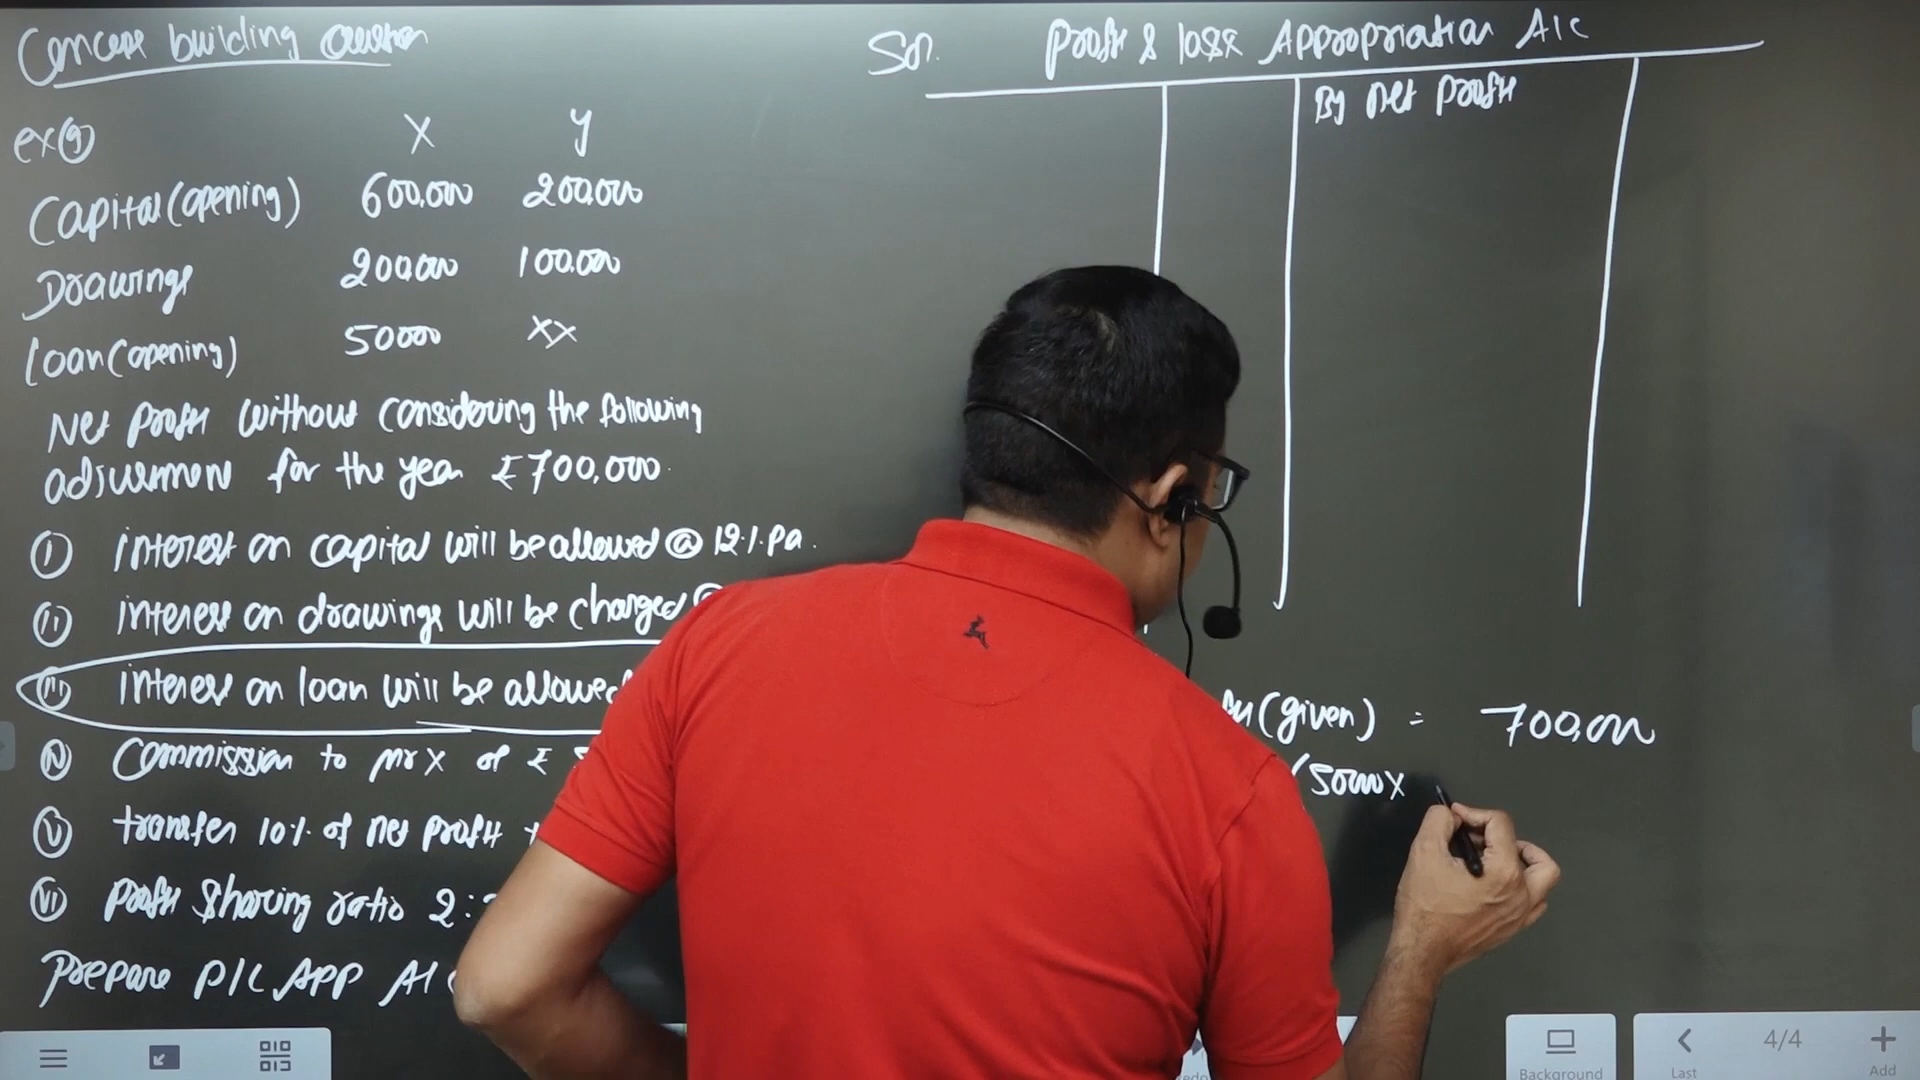 Concept building Question
ex ⑨
X Y
Capital (opening) 600,000 200,000
Drawings 200,000 100,000
Loan (opening) 50000 XX
Net profit without considering the following
adjustment for the year ₹700,000
(I) interest on capital will be allowed @ 12% Pa.
(II) interest on drawings will be charged @
(III) interest on loan will be allowed
(IV) Commission to Mr X of ₹
(V) transfer 10% of net profit
(VI) Profit sharing ratio 2:
Prepare P/L APP A/C
Sol. Profit & loss Appropriation A/C
By Net Profit
(given) = 700,000
(50000 X
Background
Last
4/4
Add